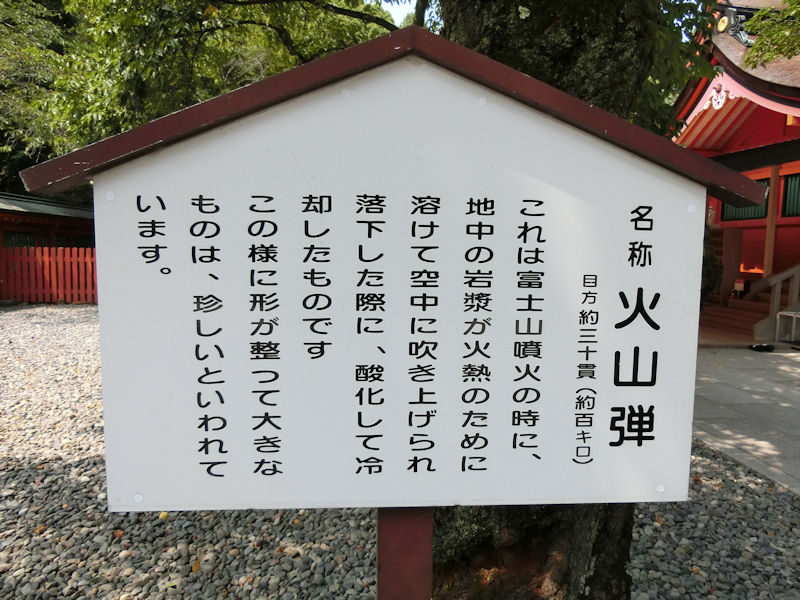 名称 火山弾
目方約三十貫(約百キロ)
これは富士山噴火の時に、
地中の岩漿が火熱のために
溶けて空中に吹き上げられ
落下した際に、酸化して冷
却したものです
この様に形が整つて大きな
ものは、珍しいといわれて
います。